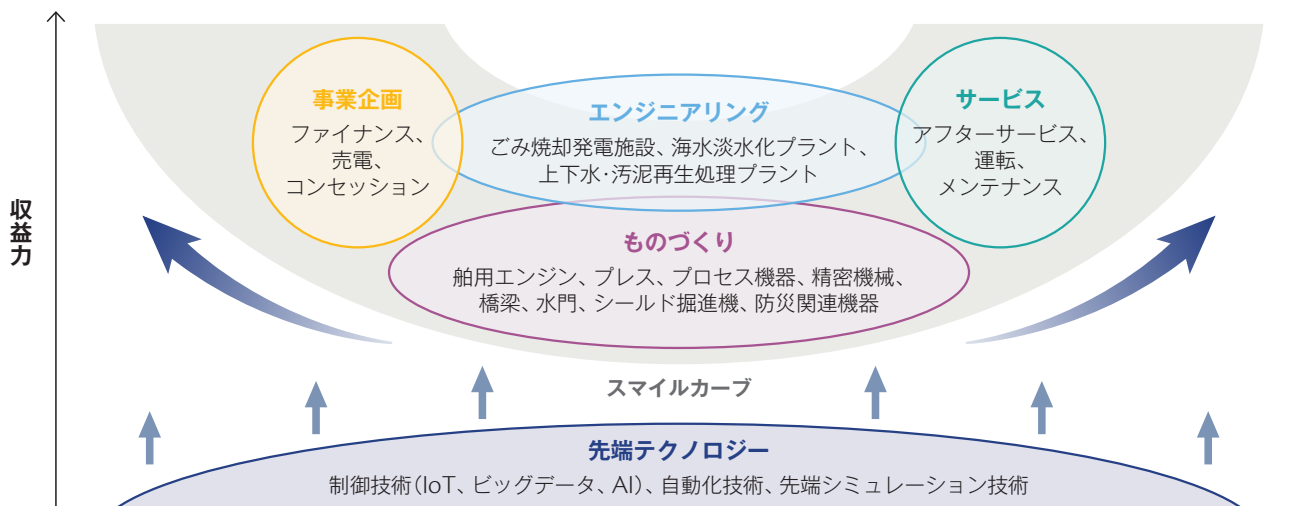 収益力
事業企画
ファイナンス、
売電、
コンセッション
エンジニアリング
ごみ焼却発電施設、海水淡水化プラント、
上下水・汚泥再生処理プラント
サービス
アフターサービス、
運転、
メンテナンス
ものづくり
舶用エンジン、プレス、プロセス機器、精密機械、
橋梁、水門、シールド掘進機、防災関連機器
スマイルカーブ
先端テクノロジー
制御技術（IoT、ビッグデータ、AI）、自動化技術、先端シミュレーション技術